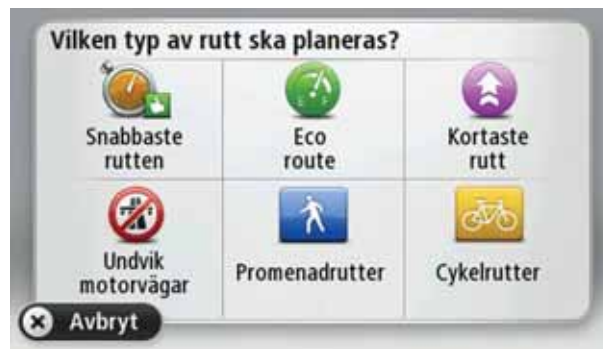 Vilken typ av rutt ska planeras?
Snabbaste
rutten
Eco
route
Kortaste
rutt
Undvik
motorvägar
Promenadrutter
Cykelrutter
Avbryt